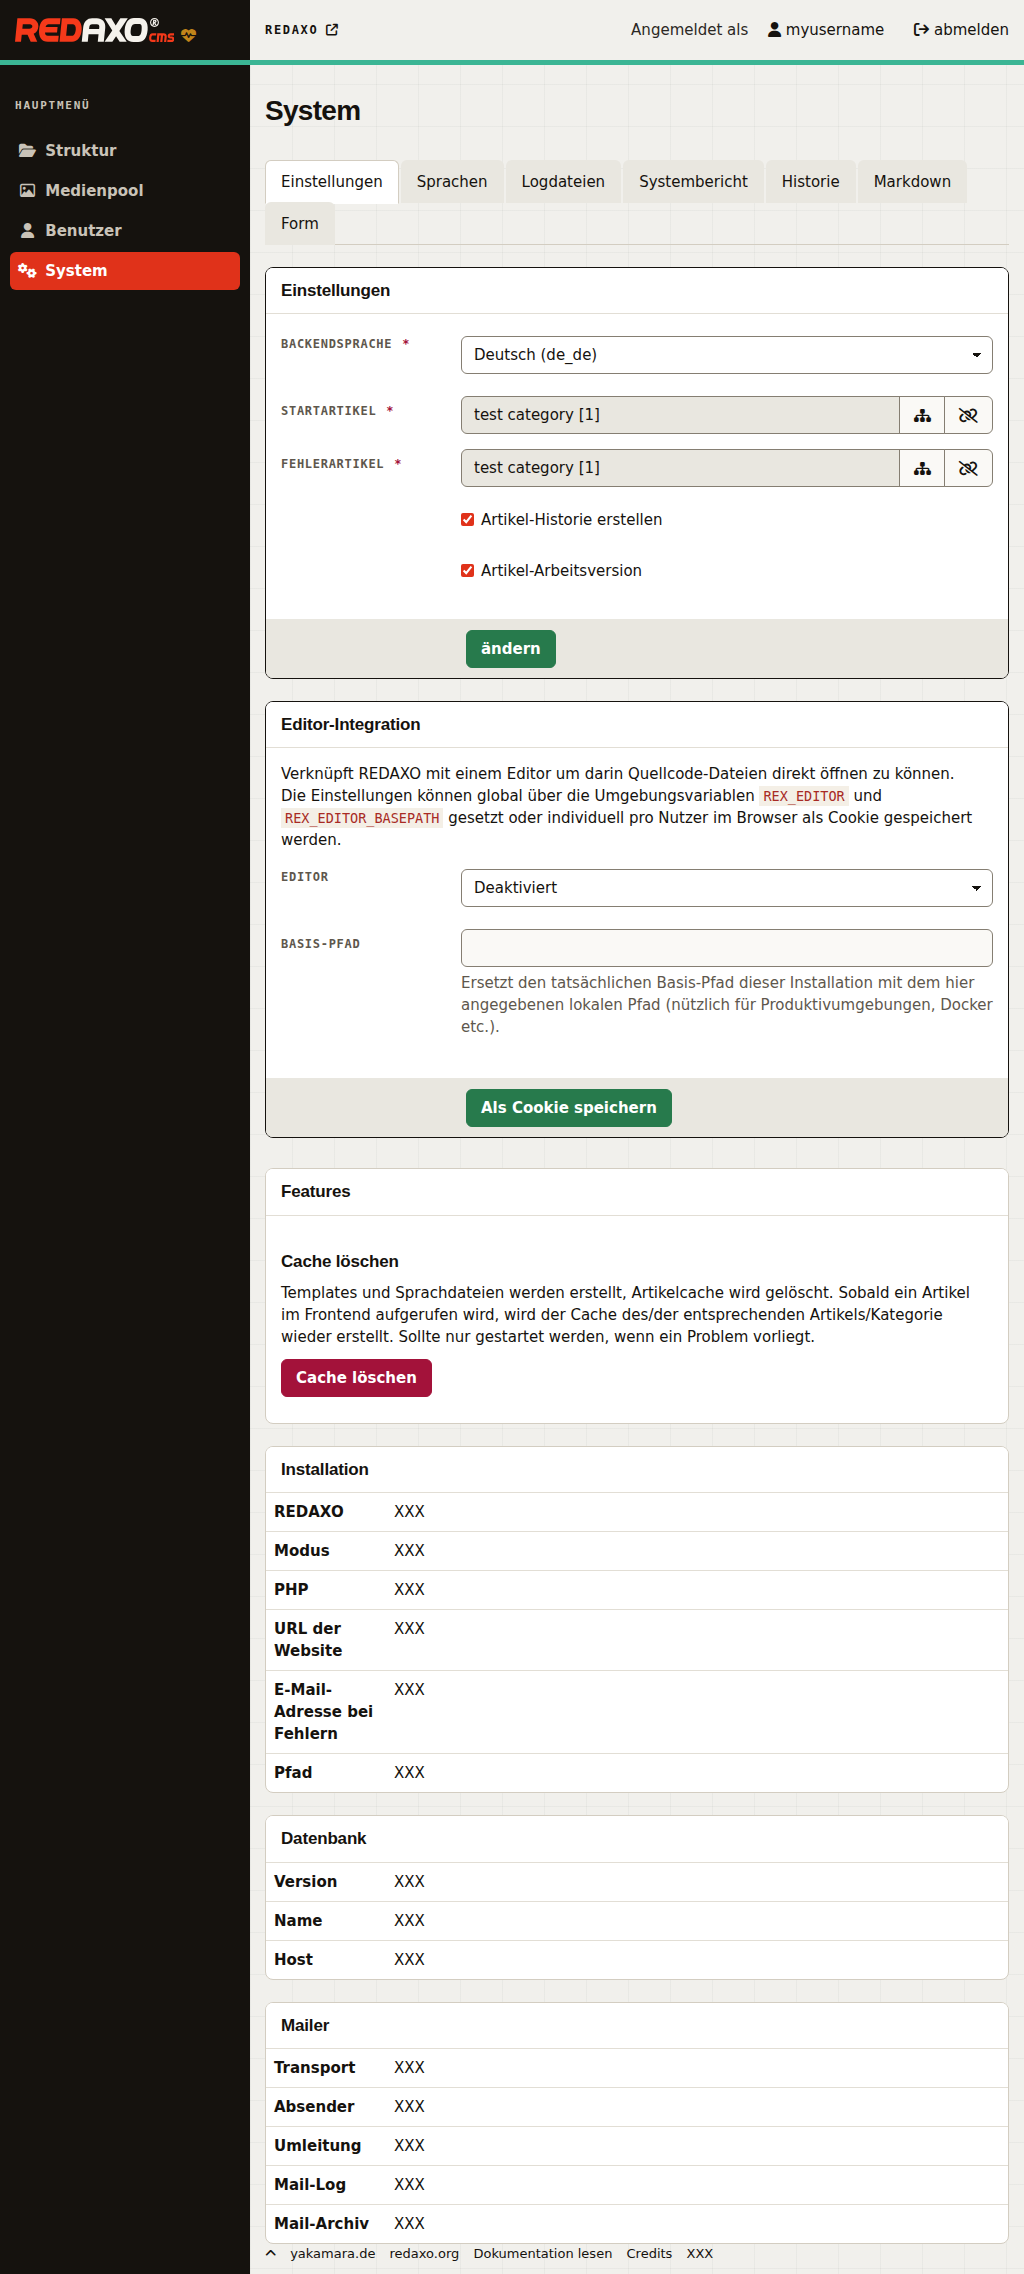 REDAXO® cms
REDAXO
Angemeldet als myusername abmelden
HAUPTMENÜ
Struktur
Medienpool
Benutzer
System
System
Einstellungen Sprachen Logdateien Systembericht Historie Markdown
Form
Einstellungen
BACKENDSPRACHE *
Deutsch (de_de)
STARTARTIKEL *
test category [1]
FEHLERARTIKEL *
test category [1]
Artikel-Historie erstellen
Artikel-Arbeitsversion
ändern
Editor-Integration
Verknüpft REDAXO mit einem Editor um darin Quellcode-Dateien direkt öffnen zu können.
Die Einstellungen können global über die Umgebungsvariablen REX_EDITOR und
REX_EDITOR_BASEPATH gesetzt oder individuell pro Nutzer im Browser als Cookie gespeichert
werden.
EDITOR
Deaktiviert
BASIS-PFAD
Ersetzt den tatsächlichen Basis-Pfad dieser Installation mit dem hier
angegebenen lokalen Pfad (nützlich für Produktivumgebungen, Docker
etc.).
Als Cookie speichern
Features
Cache löschen
Templates und Sprachdateien werden erstellt, Artikelcache wird gelöscht. Sobald ein Artikel
im Frontend aufgerufen wird, wird der Cache des/der entsprechenden Artikels/Kategorie
wieder erstellt. Sollte nur gestartet werden, wenn ein Problem vorliegt.
Cache löschen
Installation
REDAXO XXX
Modus XXX
PHP XXX
URL der XXX
Website
E-Mail- XXX
Adresse bei
Fehlern
Pfad XXX
Datenbank
Version XXX
Name XXX
Host XXX
Mailer
Transport XXX
Absender XXX
Umleitung XXX
Mail-Log XXX
Mail-Archiv XXX
yakamara.de redaxo.org Dokumentation lesen Credits XXX